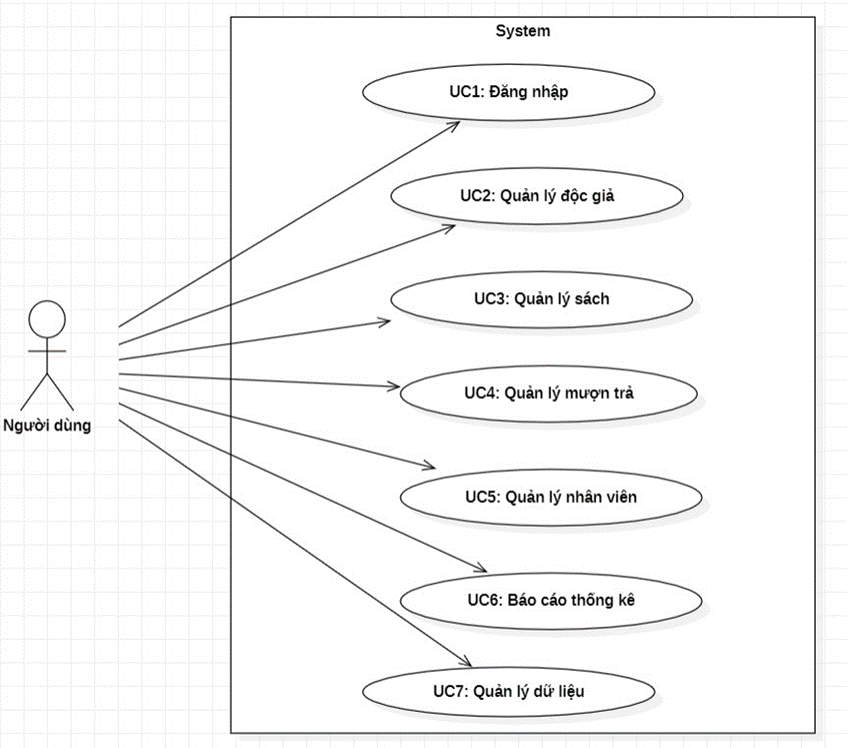 System
UC1: Đăng nhập
UC2: Quản lý độc giả
UC3: Quản lý sách
UC4: Quản lý mượn trả
Người dùng
UC5: Quản lý nhân viên
UC6: Báo cáo thống kê
UC7: Quản lý dữ liệu